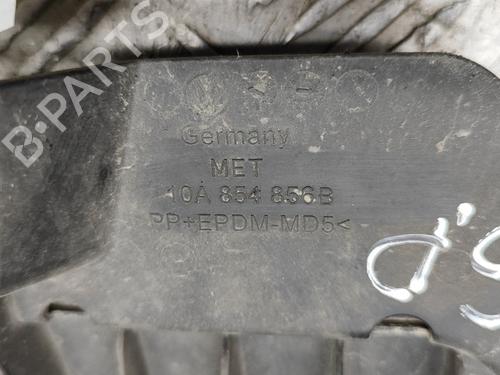 B-PARTS
Germany
MET
10A 854 856B
PP+EPDM-MD5<